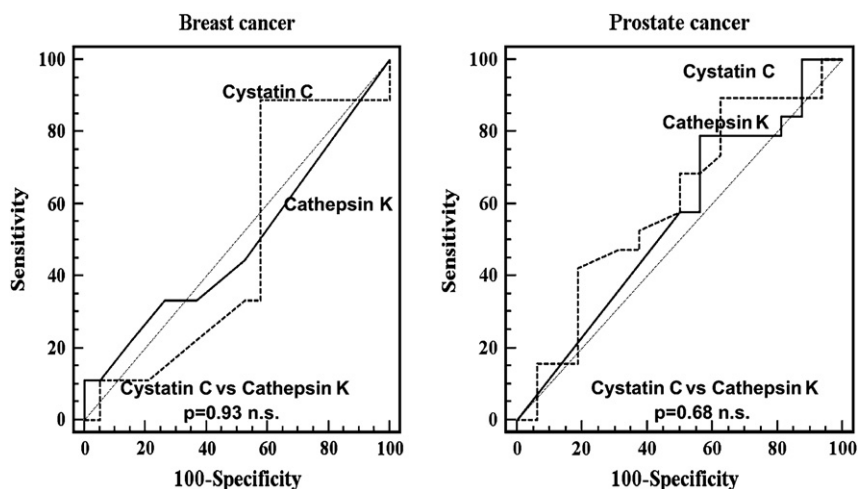 Breast cancer
100
80
60
40
20
0
Sensitivity
Cystatin C
Cathepsin K
Cystatin C vs Cathepsin K
p=0.93 n.s.
0 20 40 60 80 100
100-Specificity
Prostate cancer
100
80
60
40
20
0
Sensitivity
Cystatin C
Cathepsin K
Cystatin C vs Cathepsin K
p=0.68 n.s.
0 20 40 60 80 100
100-Specificity